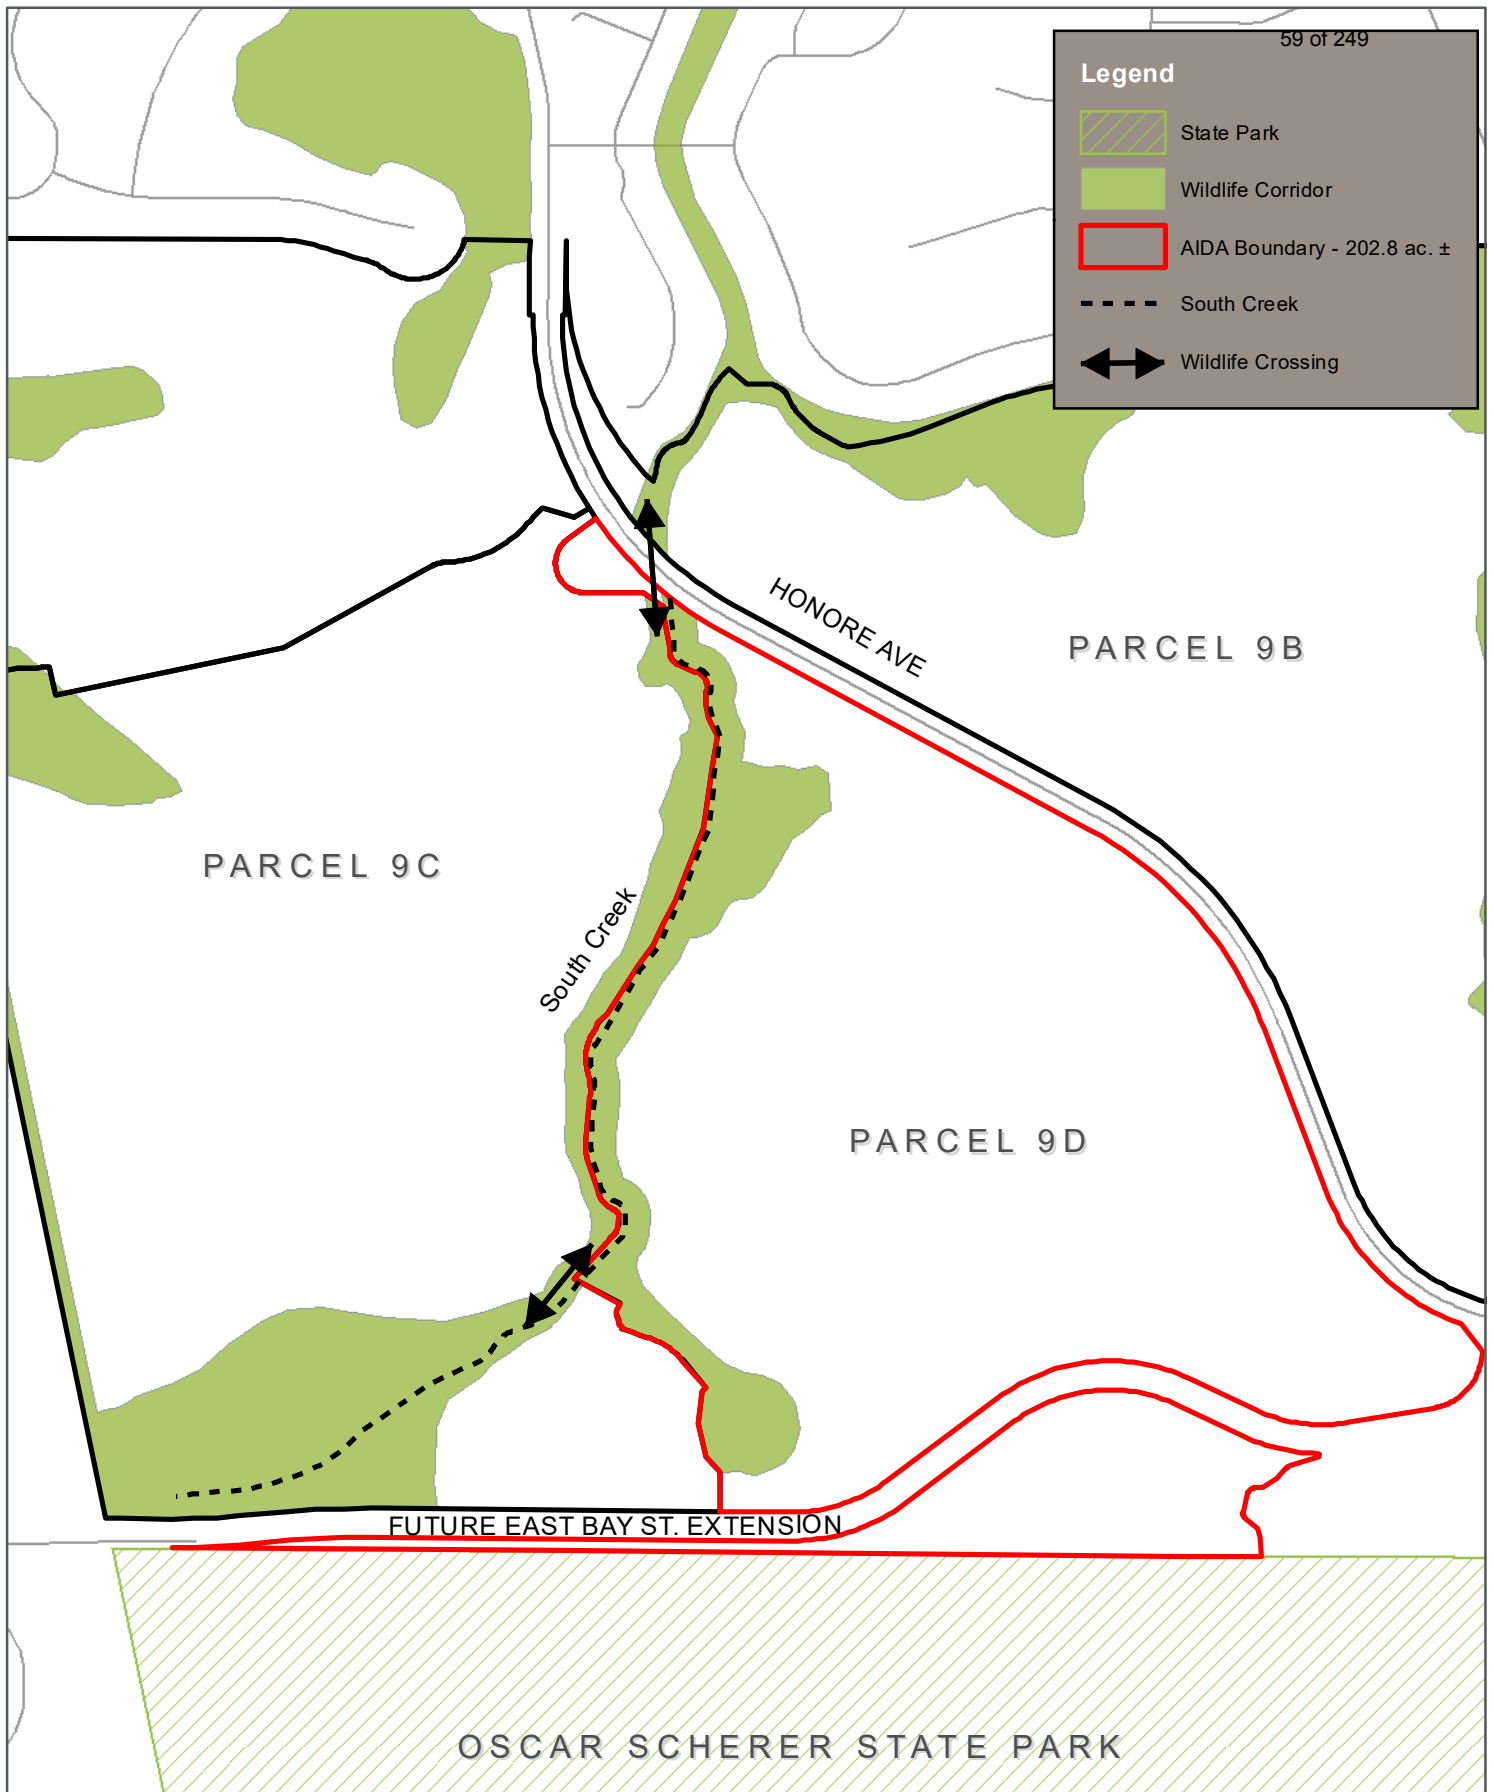 59 of 249
Legend
State Park
Wildlife Corridor
AIDA Boundary - 202.8 ac. ±
South Creek
Wildlife Crossing
HONORE AVE
PARCEL 9B
PARCEL 9C
South Creek
PARCEL 9D
FUTURE EAST BAY ST. EXTENSION
OSCAR SCHERER STATE PARK